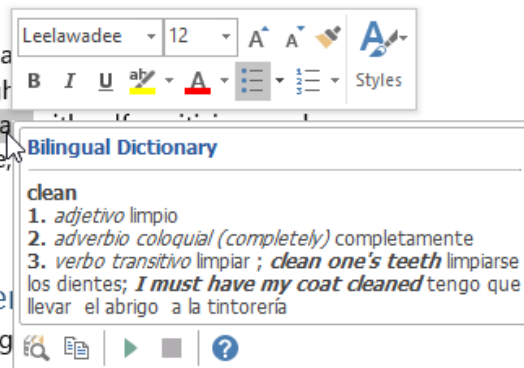 Leelawadee 12 A A
B I U aby A Styles
Bilingual Dictionary
clean
1. adjetivo limpio
2. adverbio coloquial (completely) completamente
3. verbo transitivo limpiar ; clean one's teeth limpiarse
los dientes; I must have my coat cleaned tengo que
llevar el abrigo a la tintorería